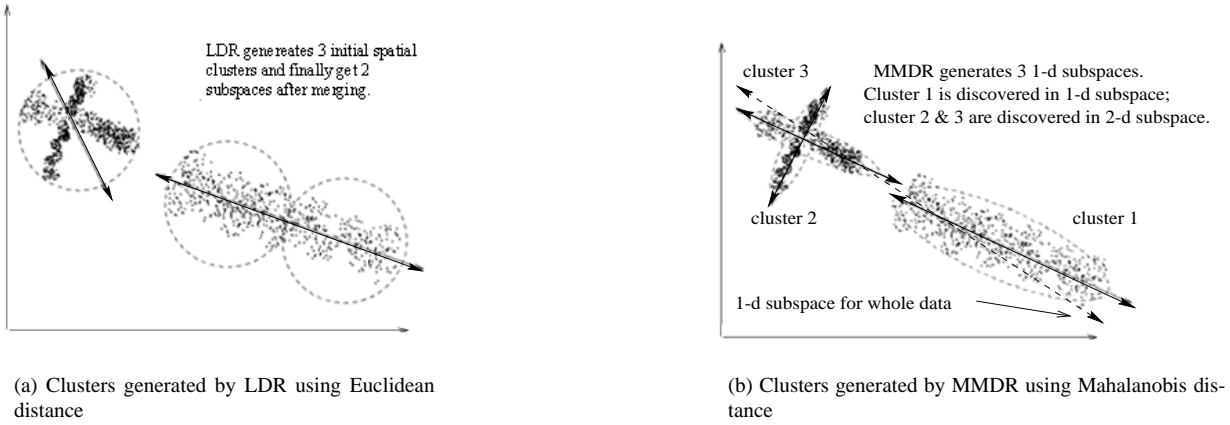 LDR genereates 3 initial spatial
clusters and finally get 2
subspaces after merging.
(a) Clusters generated by LDR using Euclidean
distance
cluster 3
MMDR generates 3 1-d subspaces.
Cluster 1 is discovered in 1-d subspace;
cluster 2 & 3 are discovered in 2-d subspace.
cluster 2
cluster 1
1-d subspace for whole data
(b) Clusters generated by MMDR using Mahalanobis dis-
tance